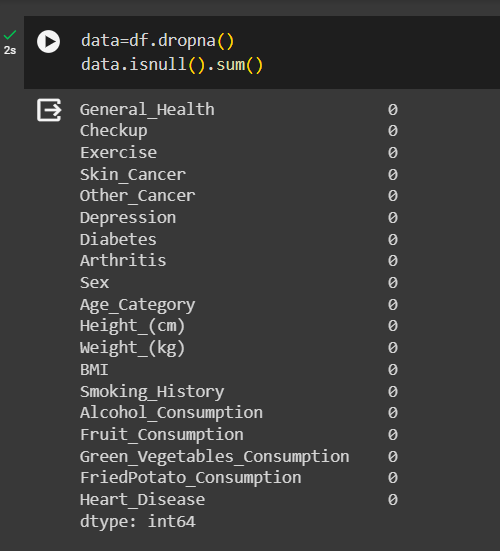 2s
data=df.dropna()
data.isnull().sum()
General_Health 0
Checkup 0
Exercise 0
Skin_Cancer 0
Other_Cancer 0
Depression 0
Diabetes 0
Arthritis 0
Sex 0
Age_Category 0
Height_(cm) 0
Weight_(kg) 0
BMI 0
Smoking_History 0
Alcohol_Consumption 0
Fruit_Consumption 0
Green_Vegetables_Consumption 0
FriedPotato_Consumption 0
Heart_Disease 0
dtype: int64